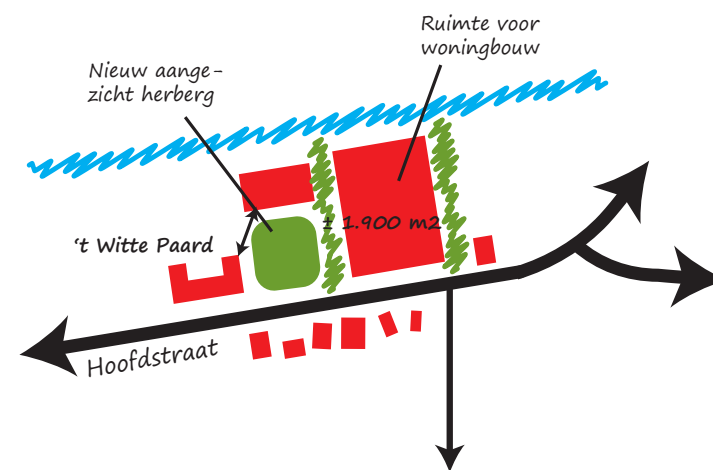 Ruimte voor
woningbouw
Nieuw aange-
zicht herberg
± 1.900 m2
‘t Witte Paard
Hoofdstraat